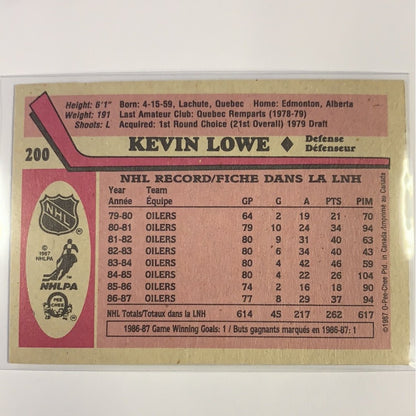 Height: 6'1" Born: 4-15-59, Lachute, Quebec Home: Edmonton, Alberta
Weight: 191 Last Amateur Club: Quebec Remparts (1978-79)
Shoots: L Acquired: 1st Round Choice (21st Overall) 1979 Draft
200 KEVIN LOWE ♦ Defense
Défenseur
NHL RECORD/FICHE DANS LA LNH
Year Team
Année Équipe GP G A PTS PIM
79-80 OILERS 64 2 19 21 70
80-81 OILERS 79 10 24 34 94
81-82 OILERS 80 9 31 40 63
82-83 OILERS 80 6 34 40 43
83-84 OILERS 80 4 42 46 59
84-85 OILERS 80 4 22 26 104
85-86 OILERS 74 2 16 18 90
86-87 OILERS 77 8 29 37 94
NHL Totals/Totaux dans la LNH 614 45 217 262 617
1986-87 Game Winning Goals: 1 / Buts gagnants marqués en 1986-87: 1
NHL
© 1987
NHLPA
NHLPA
O-PEE-CHEE
©1987 O-Pee-Chee Ptd. in Canada/Imprimé au Canada